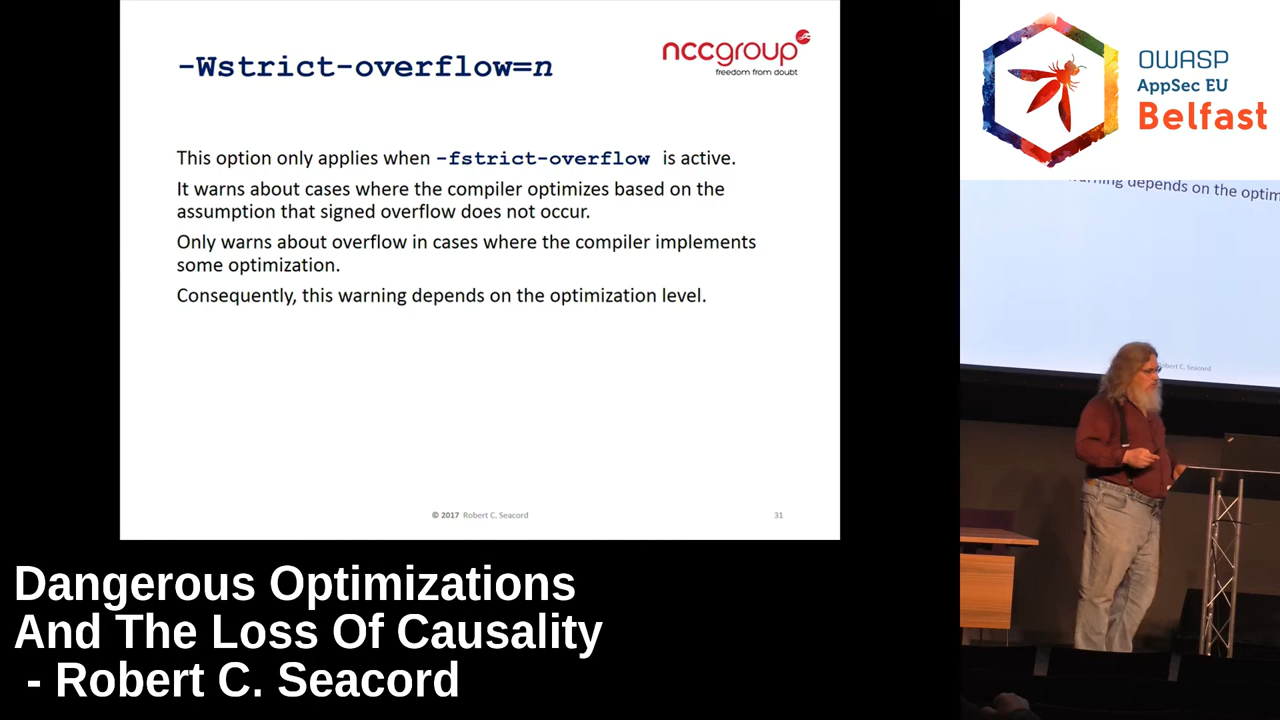 -Wstrict-overflow=n
nccgroup
freedom from doubt
This option only applies when -fstrict-overflow is active.
It warns about cases where the compiler optimizes based on the
assumption that signed overflow does not occur.
Only warns about overflow in cases where the compiler implements
some optimization.
Consequently, this warning depends on the optimization level.
© 2017 Robert C. Seacord
31
OWASP
AppSec EU
Belfast
warning depends on the optim
Robert C. Seacord
Dangerous Optimizations
And The Loss Of Causality
- Robert C. Seacord